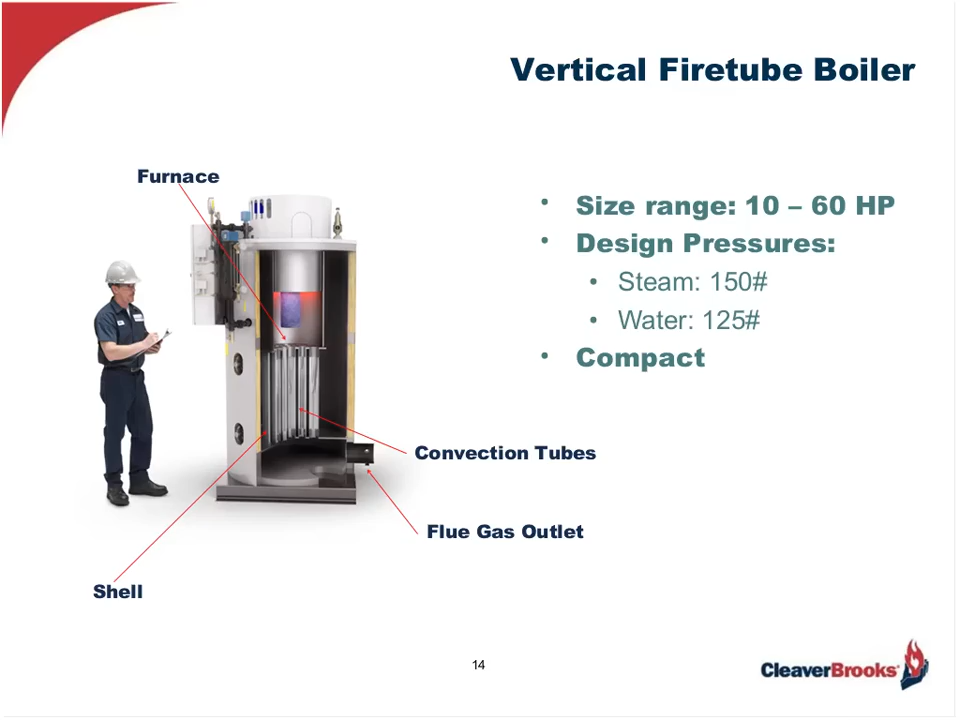 Vertical Firetube Boiler
Furnace
• Size range: 10 – 60 HP
• Design Pressures:
• Steam: 150#
• Water: 125#
• Compact
Convection Tubes
Flue Gas Outlet
Shell
14
CleaverBrooks